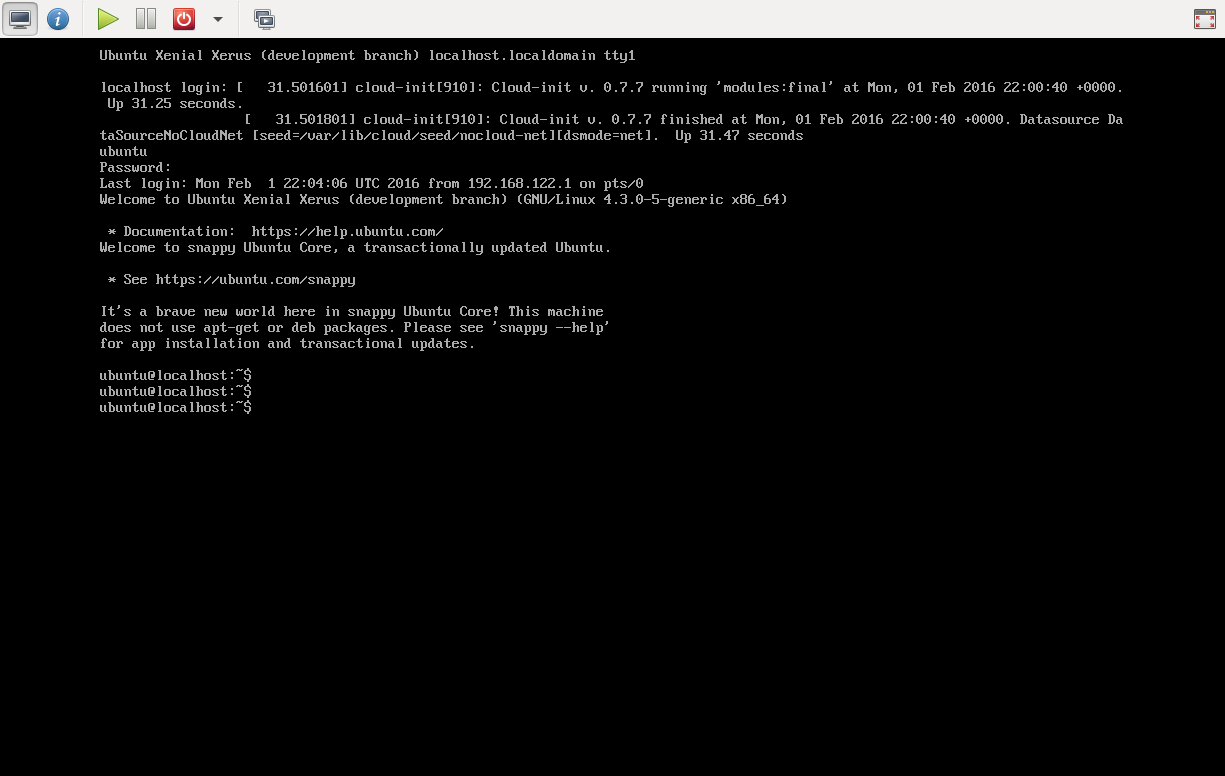 Ubuntu Xenial Xerus (development branch) localhost.localdomain tty1
localhost login: [   31.501601] cloud-init[910]: Cloud-init v. 0.7.7 running 'modules:final' at Mon, 01 Feb 2016 22:00:40 +0000.
 Up 31.25 seconds.
[   31.501801] cloud-init[910]: Cloud-init v. 0.7.7 finished at Mon, 01 Feb 2016 22:00:40 +0000. Datasource Da
taSourceNoCloudNet [seed=/var/lib/cloud/seed/nocloud-net][dsmode=net].  Up 31.47 seconds
ubuntu
Password:
Last login: Mon Feb  1 22:04:06 UTC 2016 from 192.168.122.1 on pts/0
Welcome to Ubuntu Xenial Xerus (development branch) (GNU/Linux 4.3.0-5-generic x86_64)
 * Documentation:  https://help.ubuntu.com/
Welcome to snappy Ubuntu Core, a transactionally updated Ubuntu.
 * See https://ubuntu.com/snappy
It's a brave new world here in snappy Ubuntu Core! This machine
does not use apt-get or deb packages. Please see 'snappy --help'
for app installation and transactional updates.
ubuntu@localhost:~$
ubuntu@localhost:~$
ubuntu@localhost:~$